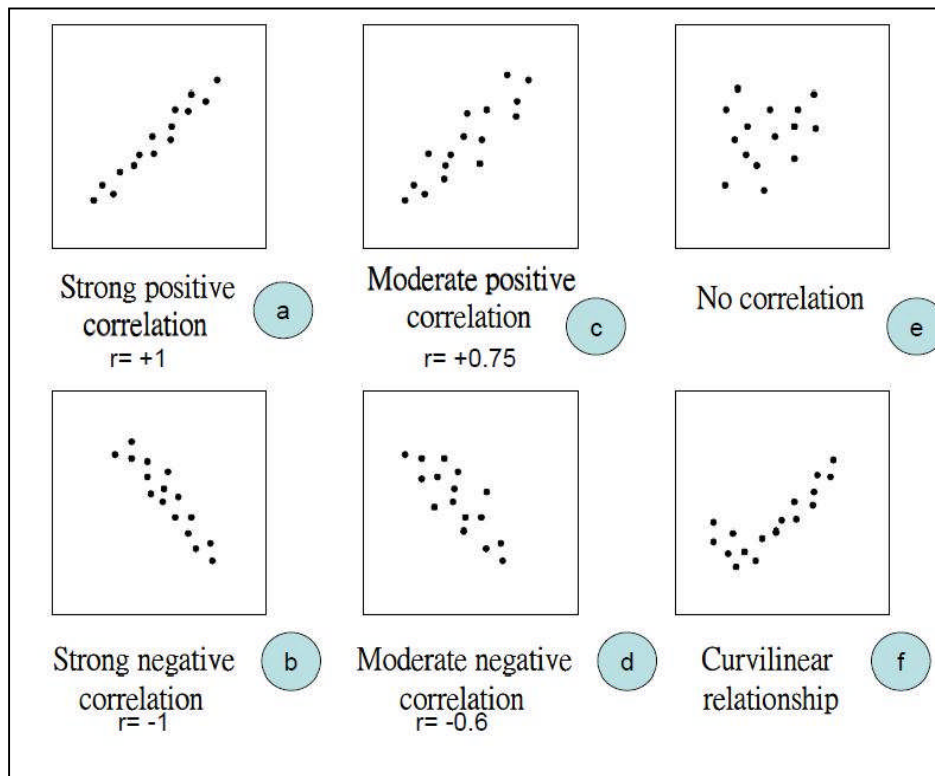 Strong positive
correlation
r= +1
a
Moderate positive
correlation
r= +0.75
c
No correlation
e
Strong negative
correlation
r= -1
b
Moderate negative
correlation
r= -0.6
d
Curvilinear
relationship
f